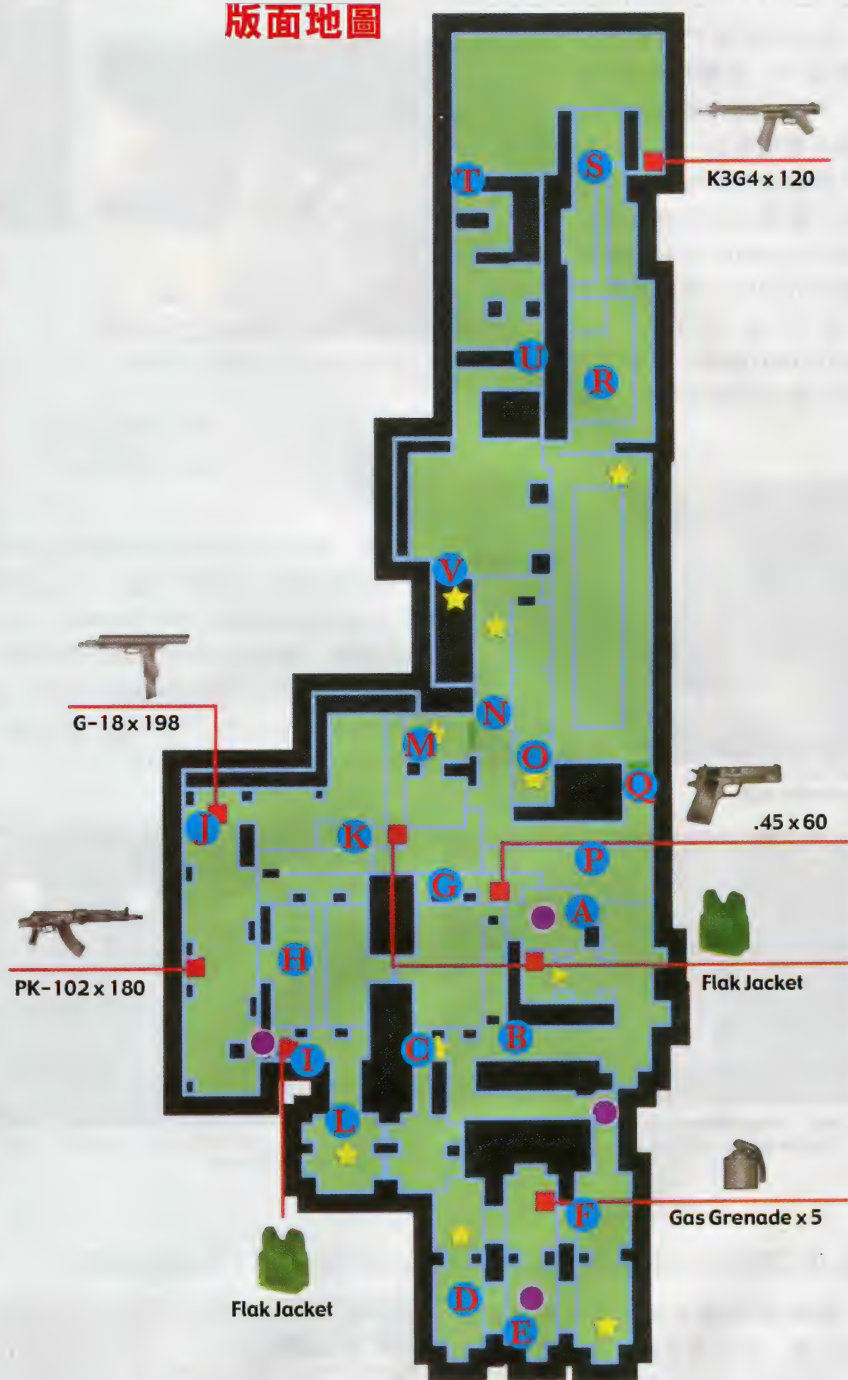 版面地圖
K3G4 x 120
S
T
U
R
V
G-18 x 198
N
M
O
Q
.45 x 60
J
K
P
G
A
PK-102 x 180
H
Flak Jacket
B
C
I
L
Gas Grenade x 5
F
Flak Jacket
D
E